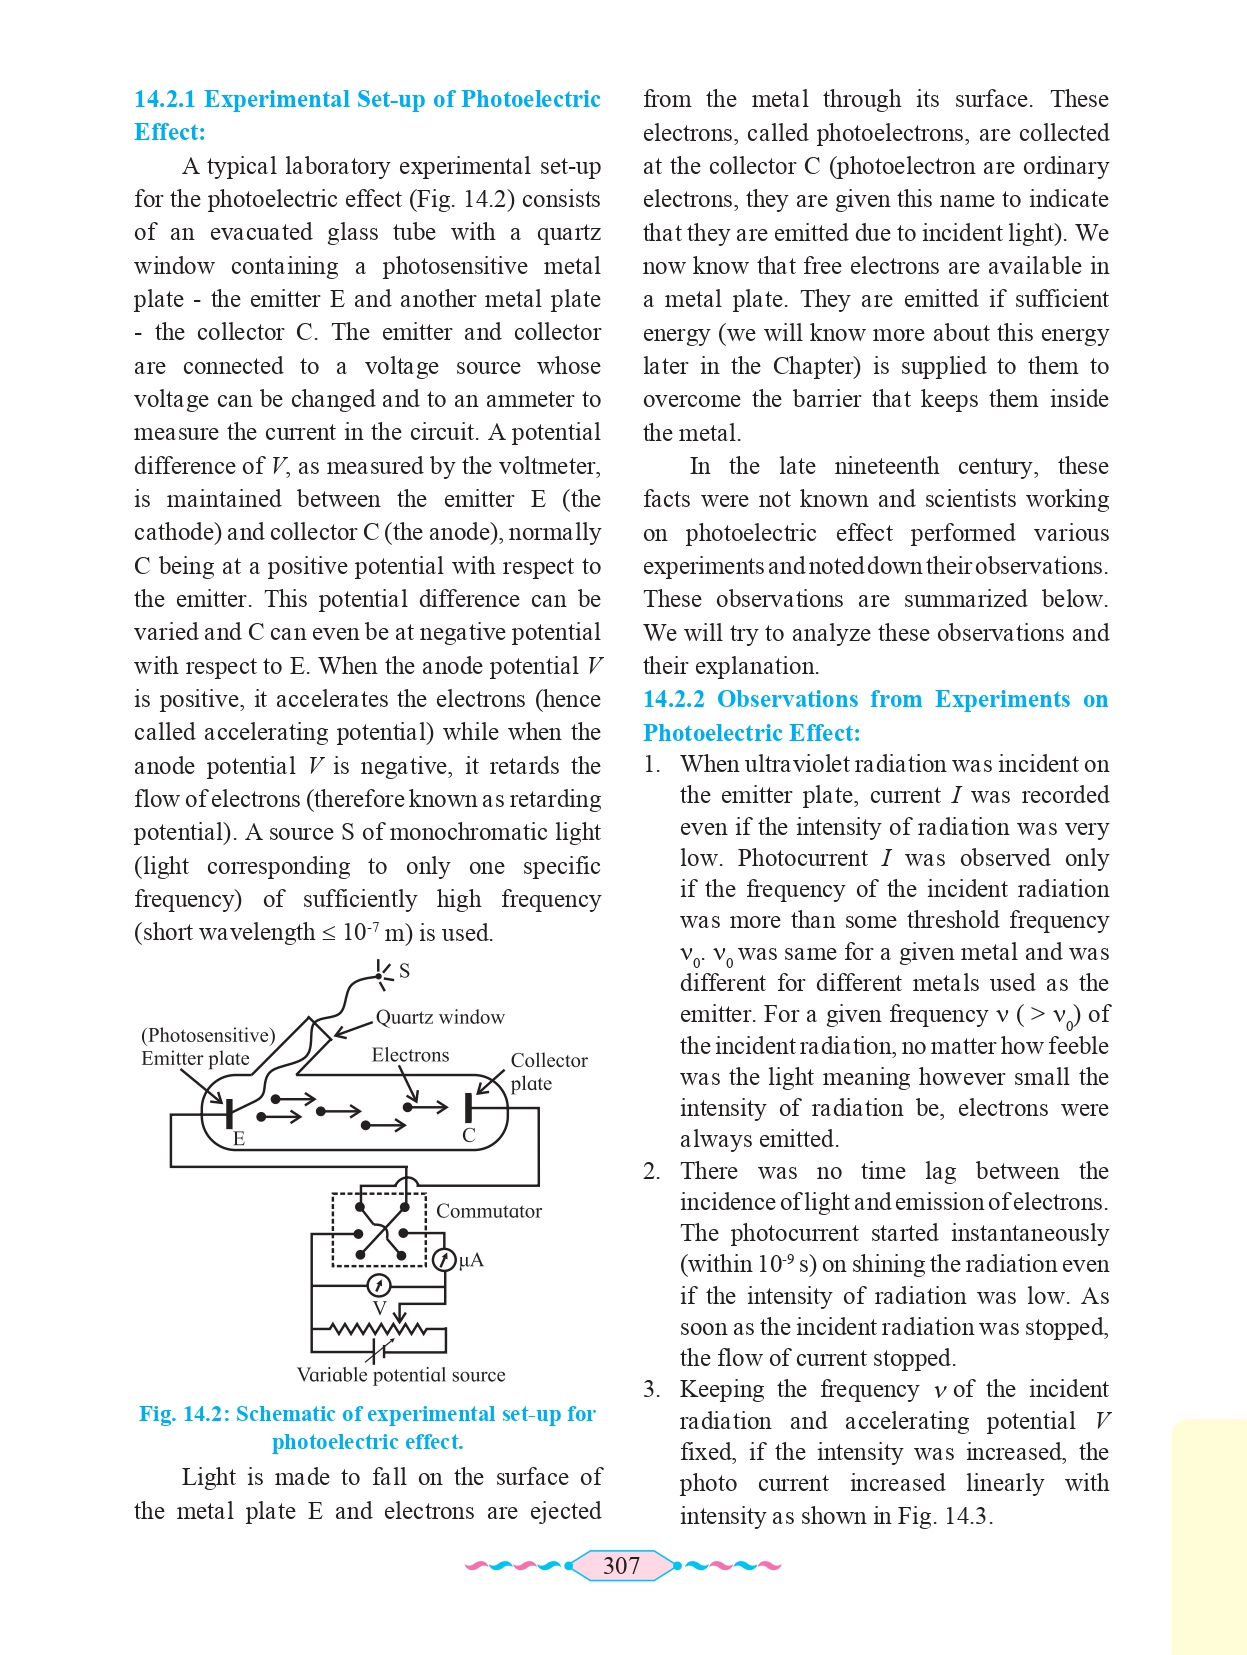 14.2.1 Experimental Set-up of Photoelectric
Effect:
A typical laboratory experimental set-up
for the photoelectric effect (Fig. 14.2) consists
of an evacuated glass tube with a quartz
window containing a photosensitive metal
plate - the emitter E and another metal plate
- the collector C. The emitter and collector
are connected to a voltage source whose
voltage can be changed and to an ammeter to
measure the current in the circuit. A potential
difference of V, as measured by the voltmeter,
is maintained between the emitter E (the
cathode) and collector C (the anode), normally
C being at a positive potential with respect to
the emitter. This potential difference can be
varied and C can even be at negative potential
with respect to E. When the anode potential V
is positive, it accelerates the electrons (hence
called accelerating potential) while when the
anode potential V is negative, it retards the
flow of electrons (therefore known as retarding
potential). A source S of monochromatic light
(light corresponding to only one specific
frequency) of sufficiently high frequency
(short wavelength ≤ 10⁻⁷ m) is used.
S
Quartz window
(Photosensitive)
Emitter plate
Electrons
Collector
plate
E
C
Commutator
μA
V
Variable potential source
Fig. 14.2: Schematic of experimental set-up for
photoelectric effect.
Light is made to fall on the surface of
the metal plate E and electrons are ejected
from the metal through its surface. These
electrons, called photoelectrons, are collected
at the collector C (photoelectron are ordinary
electrons, they are given this name to indicate
that they are emitted due to incident light). We
now know that free electrons are available in
a metal plate. They are emitted if sufficient
energy (we will know more about this energy
later in the Chapter) is supplied to them to
overcome the barrier that keeps them inside
the metal.
In the late nineteenth century, these
facts were not known and scientists working
on photoelectric effect performed various
experiments and noted down their observations.
These observations are summarized below.
We will try to analyze these observations and
their explanation.
14.2.2 Observations from Experiments on
Photoelectric Effect:
1. When ultraviolet radiation was incident on
the emitter plate, current I was recorded
even if the intensity of radiation was very
low. Photocurrent I was observed only
if the frequency of the incident radiation
was more than some threshold frequency
ν₀. ν₀ was same for a given metal and was
different for different metals used as the
emitter. For a given frequency ν ( > ν₀) of
the incident radiation, no matter how feeble
was the light meaning however small the
intensity of radiation be, electrons were
always emitted.
2. There was no time lag between the
incidence of light and emission of electrons.
The photocurrent started instantaneously
(within 10⁻⁹ s) on shining the radiation even
if the intensity of radiation was low. As
soon as the incident radiation was stopped,
the flow of current stopped.
3. Keeping the frequency ν of the incident
radiation and accelerating potential V
fixed, if the intensity was increased, the
photo current increased linearly with
intensity as shown in Fig. 14.3.
307